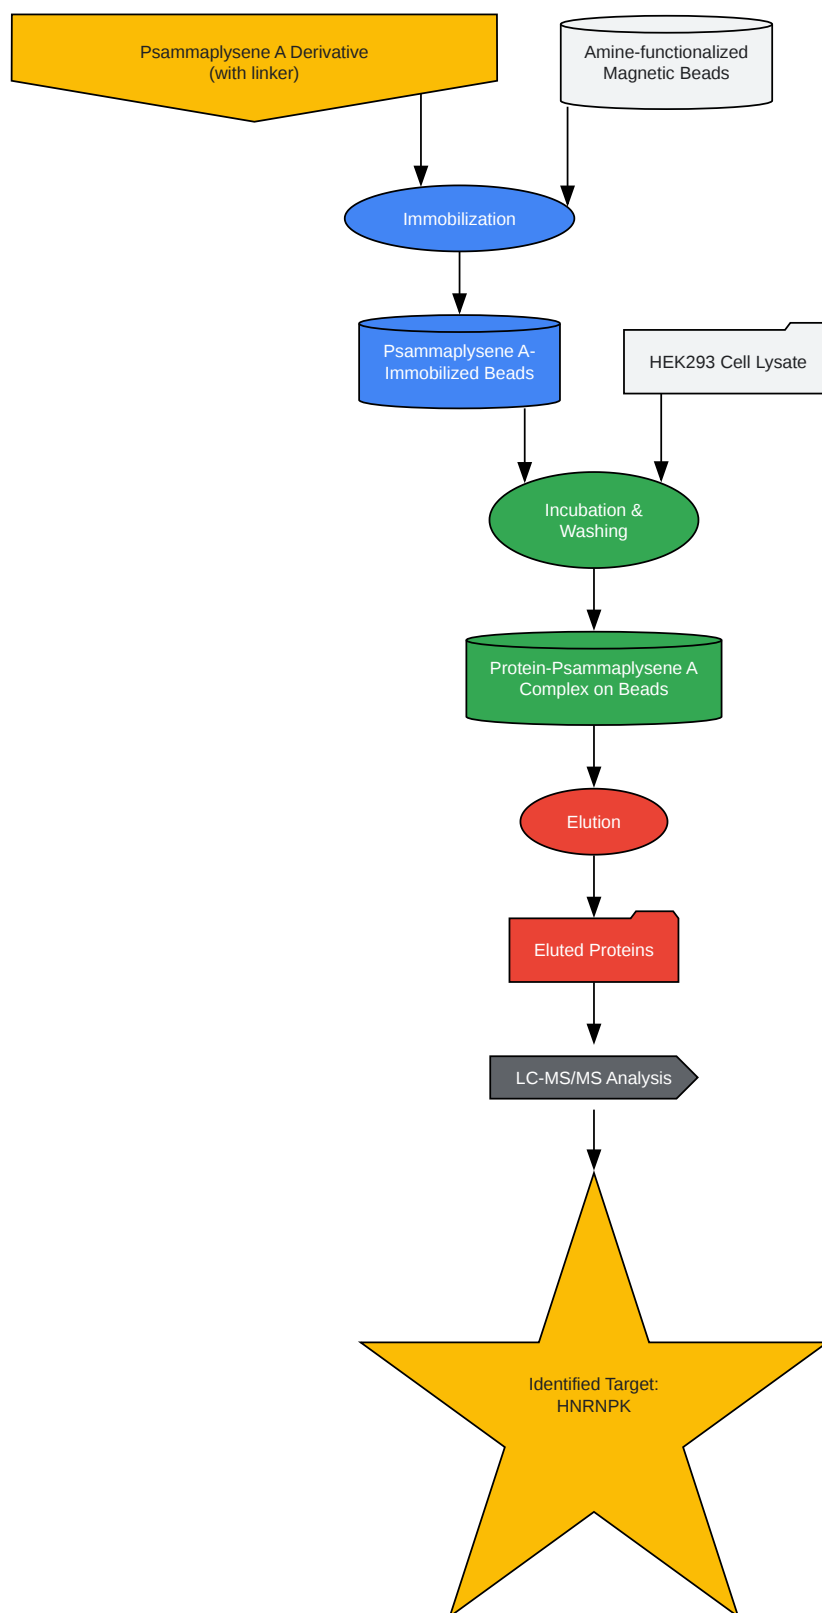 Psammaplysene A Derivative
(with linker)
Amine-functionalized
Magnetic Beads
Immobilization
Psammaplysene A-
Immobilized Beads
HEK293 Cell Lysate
Incubation &
Washing
Protein-Psammaplysene A
Complex on Beads
Elution
Eluted Proteins
LC-MS/MS Analysis
Identified Target:
HNRNPK